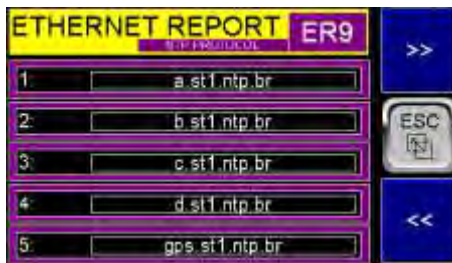 ETHERNET REPORT
NTP PROTOCOL
ER9
>>
1: a.st1.ntp.br
2: b.st1.ntp.br
ESC
3: c.st1.ntp.br
4: d.st1.ntp.br
<<
5: gps.st1.ntp.br